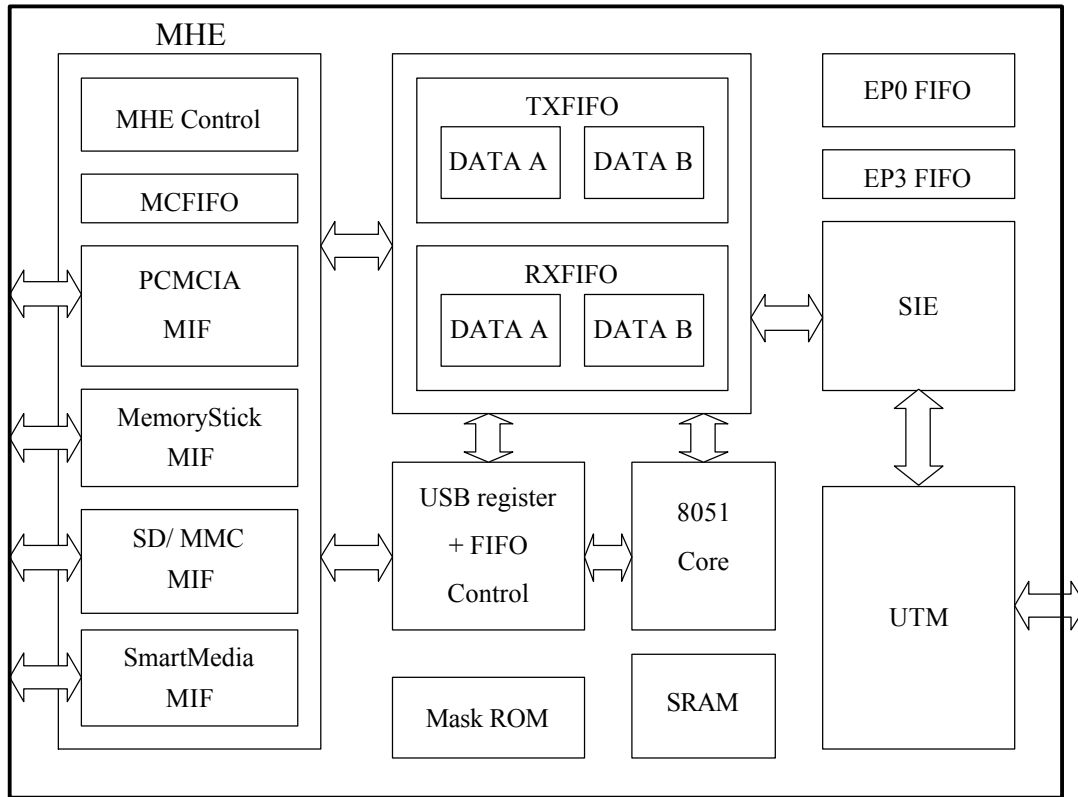 MHE
MHE Control
MCFIFO
PCMCIA
MIF
MemoryStick
MIF
SD/ MMC
MIF
SmartMedia
MIF
TXFIFO
DATA A
DATA B
RXFIFO
DATA A
DATA B
USB register
+ FIFO
Control
8051
Core
Mask ROM
SRAM
EP0 FIFO
EP3 FIFO
SIE
UTM